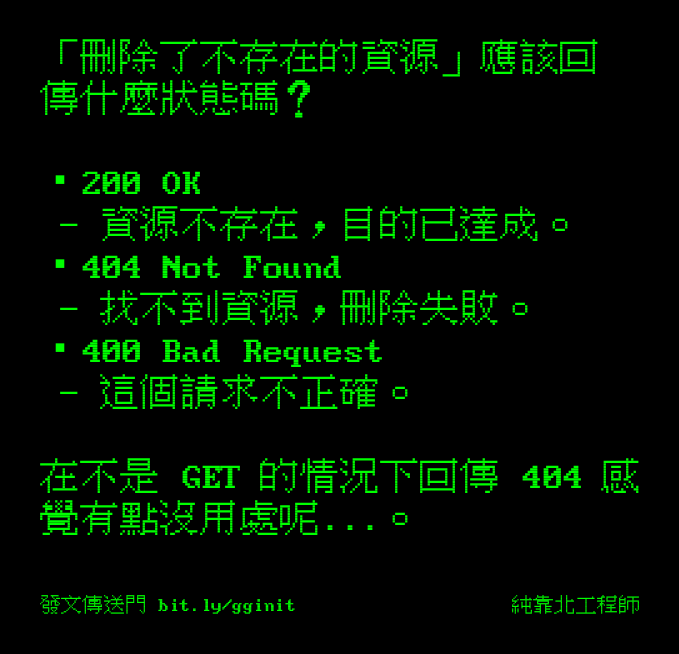 「刪除了不存在的資源」應該回
傳什麼狀態碼？
▪ 200 OK
– 資源不存在，目的已達成。
▪ 404 Not Found
– 找不到資源，刪除失敗。
▪ 400 Bad Request
– 這個請求不正確。
在不是 GET 的情況下回傳 404 感
覺有點沒用處呢...。
發文傳送門 bit.ly/gginit
純靠北工程師